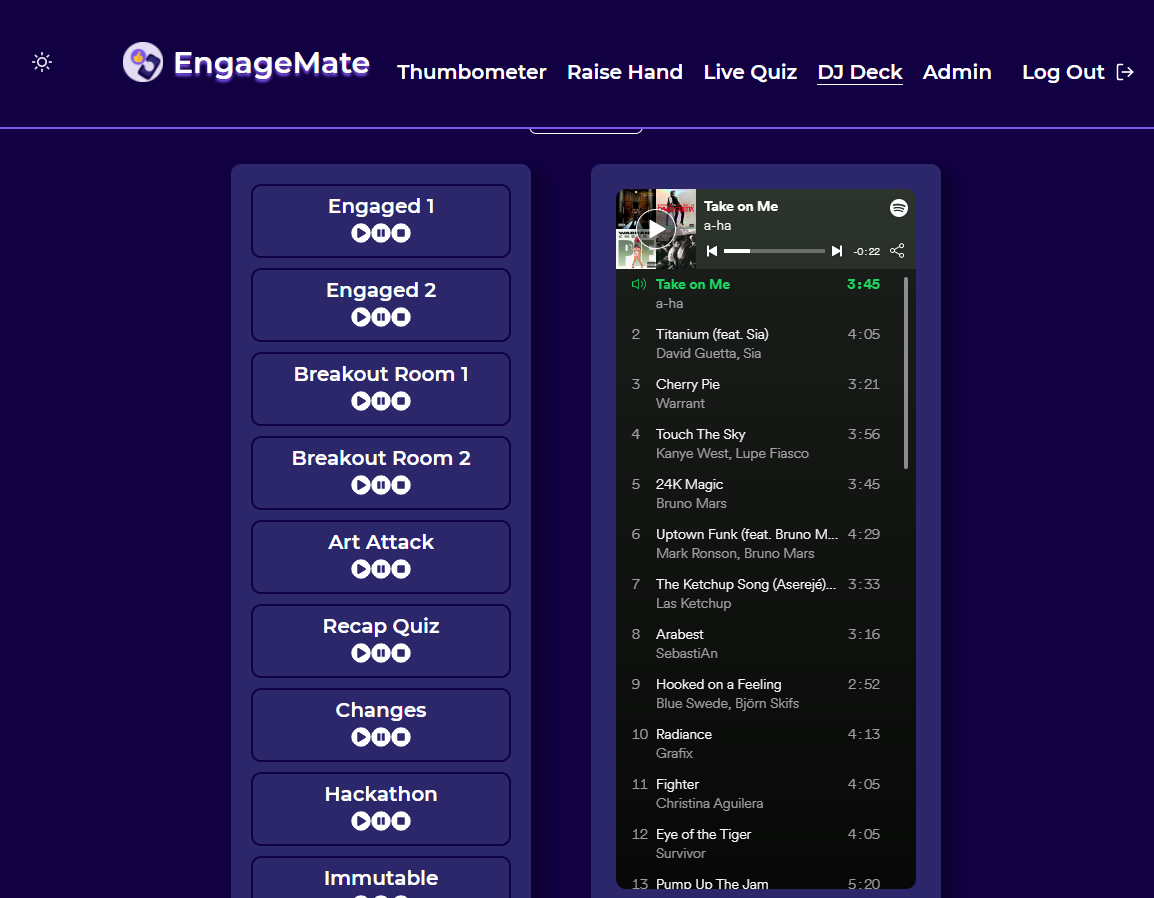 EngageMate
Thumbometer
Raise Hand
Live Quiz
DJ Deck
Admin
Log Out
Engaged 1
Engaged 2
Breakout Room 1
Breakout Room 2
Art Attack
Recap Quiz
Changes
Hackathon
Immutable
Take on Me
a-ha
-0:22
Take on Me 3:45
a-ha
2 Titanium (feat. Sia) 4:05
David Guetta, Sia
3 Cherry Pie 3:21
Warrant
4 Touch The Sky 3:56
Kanye West, Lupe Fiasco
5 24K Magic 3:45
Bruno Mars
6 Uptown Funk (feat. Bruno M... 4:29
Mark Ronson, Bruno Mars
7 The Ketchup Song (Aserejé)... 3:33
Las Ketchup
8 Arabest 3:16
SebastiAn
9 Hooked on a Feeling 2:52
Blue Swede, Björn Skifs
10 Radiance 4:13
Grafix
11 Fighter 4:05
Christina Aguilera
12 Eye of the Tiger 4:05
Survivor
13 Pump Up The Jam 5:20